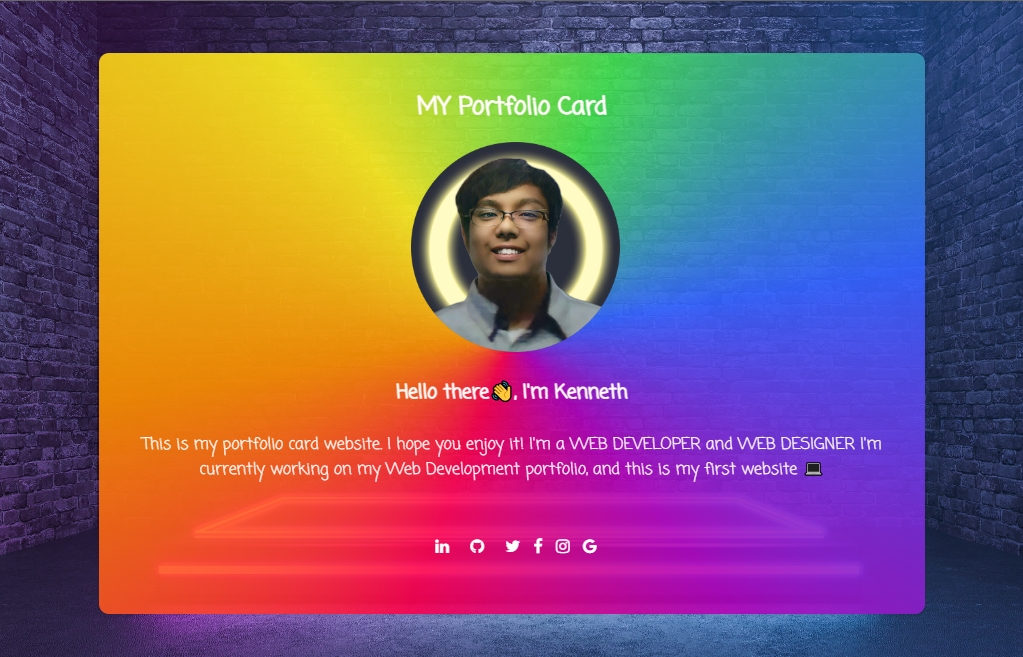 MY Portfolio Card
Hello there👋, I'm Kenneth
This is my portfolio card website. I hope you enjoy it! I'm a WEB DEVELOPER and WEB DESIGNER I'm
currently working on my Web Development portfolio, and this is my first website 💻